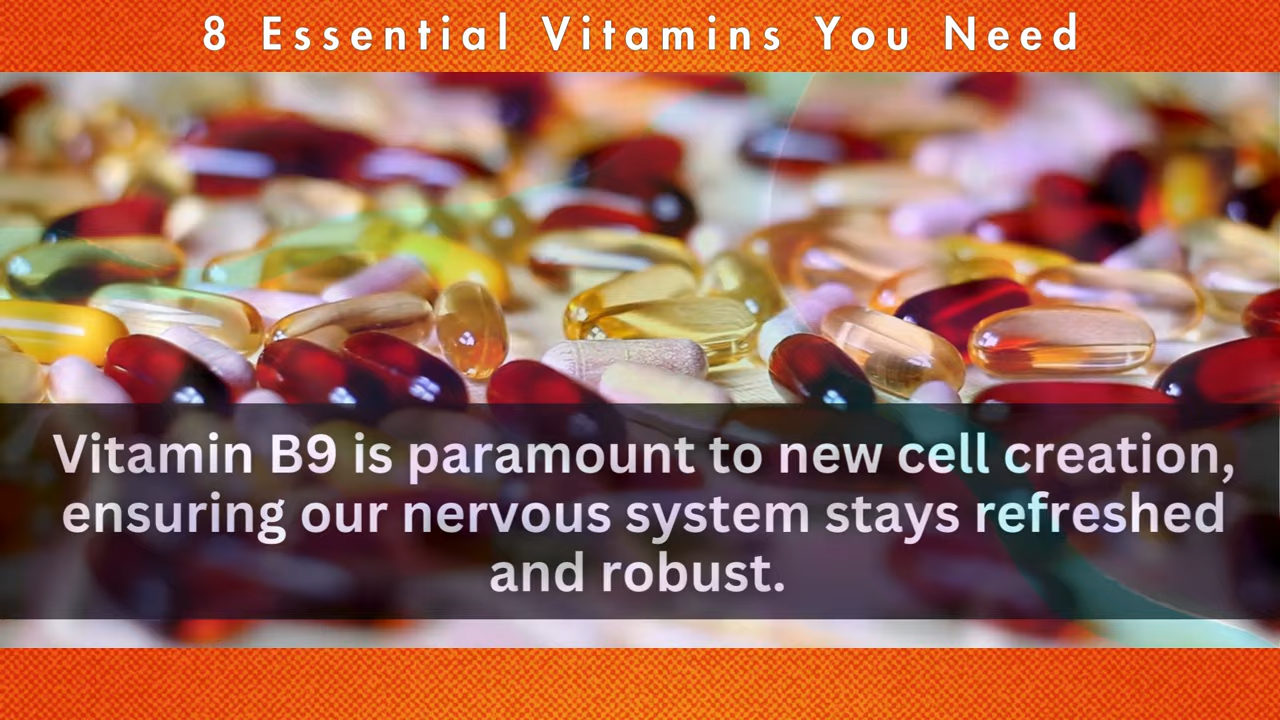 8 Essential Vitamins You Need
Vitamin B9 is paramount to new cell creation,
ensuring our nervous system stays refreshed
and robust.